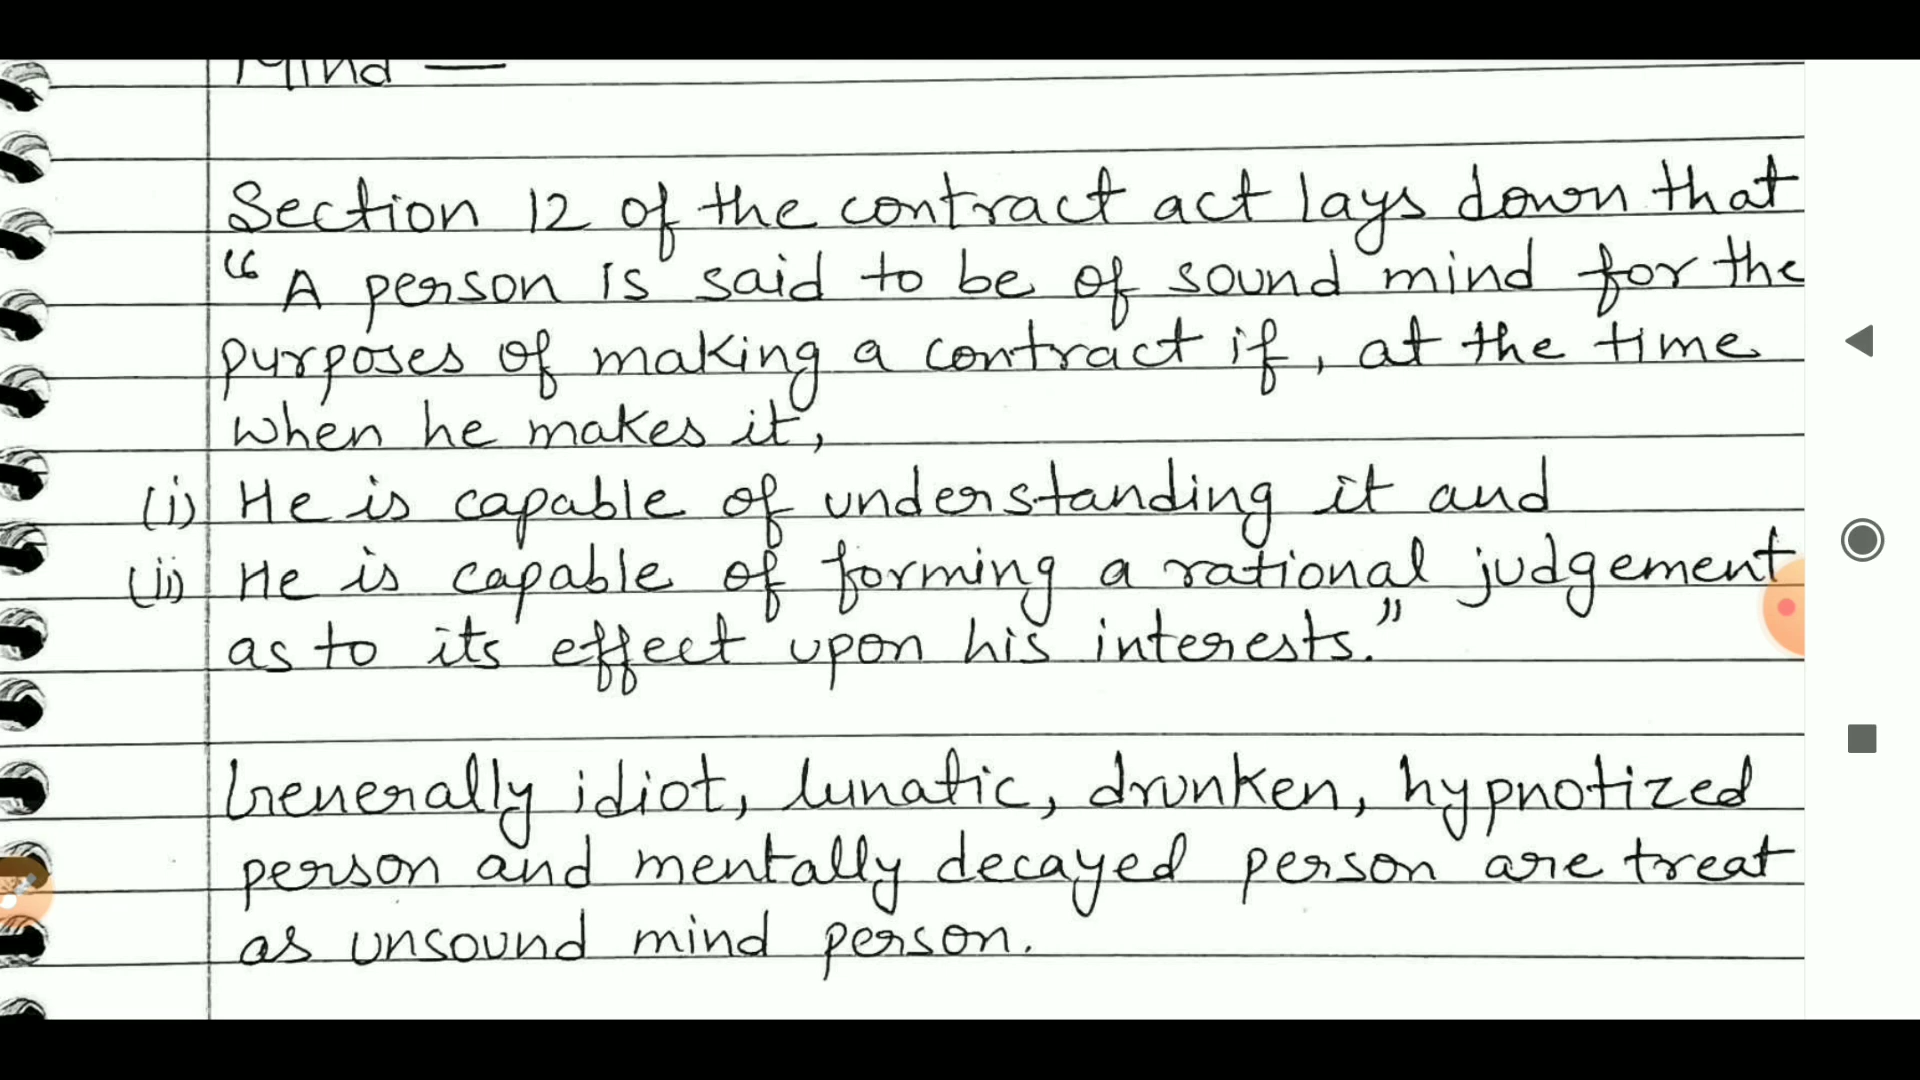 Mind —
Section 12 of the contract act lays down that
“A person is said to be of sound mind for the
purposes of making a contract if, at the time
when he makes it,
(i) He is capable of understanding it and
(ii) He is capable of forming a rational judgement
as to its effect upon his interests.”
Generally idiot, lunatic, drunken, hypnotized
person and mentally decayed person are treat
as unsound mind person.